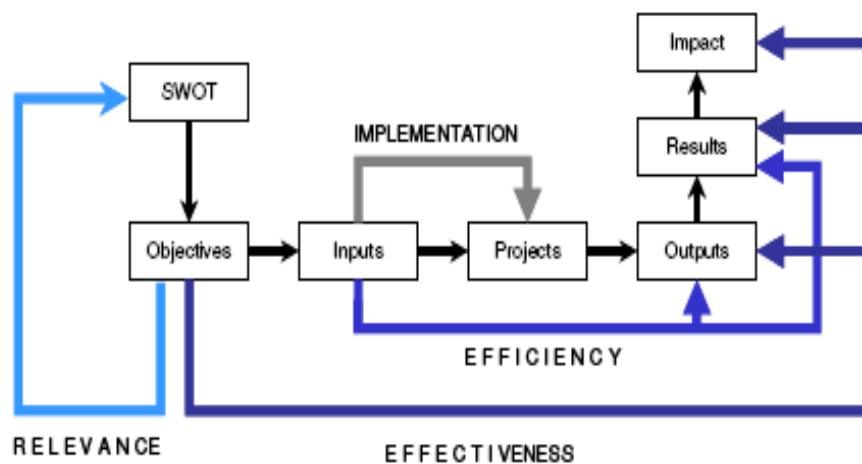 Impact
SWOT
IMPLEMENTATION
Results
Objectives
Inputs
Projects
Outputs
EFFICIENCY
RELEVANCE
EFFECTIVENESS